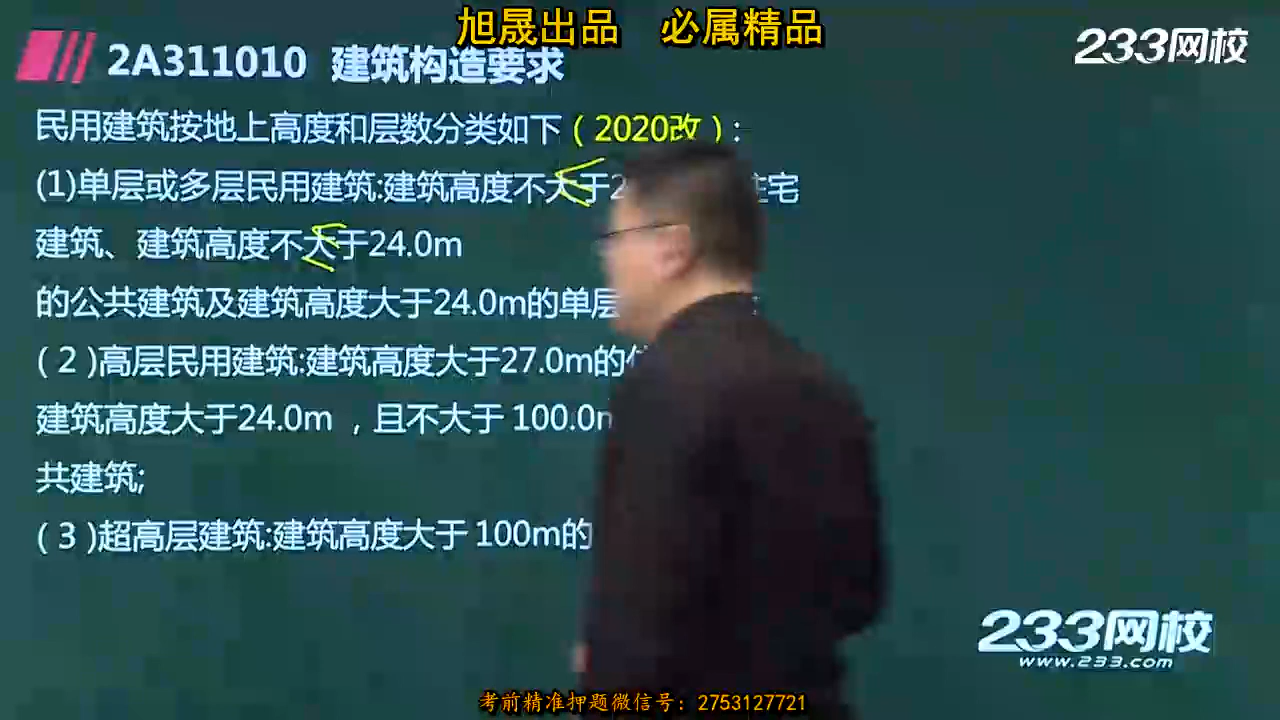 旭晟出品 必属精品
233网校
2A311010 建筑构造要求
民用建筑按地上高度和层数分类如下（2020改）:
(1)单层或多层民用建筑:建筑高度不大于2 住宅
建筑、建筑高度不大于24.0m
的公共建筑及建筑高度大于24.0m的单层
( 2 )高层民用建筑:建筑高度大于27.0m的
建筑高度大于24.0m ，且不大于 100.0
共建筑;
( 3 )超高层建筑:建筑高度大于 100m的
233网校
www.233.com
考前精准押题微信号：2753127721